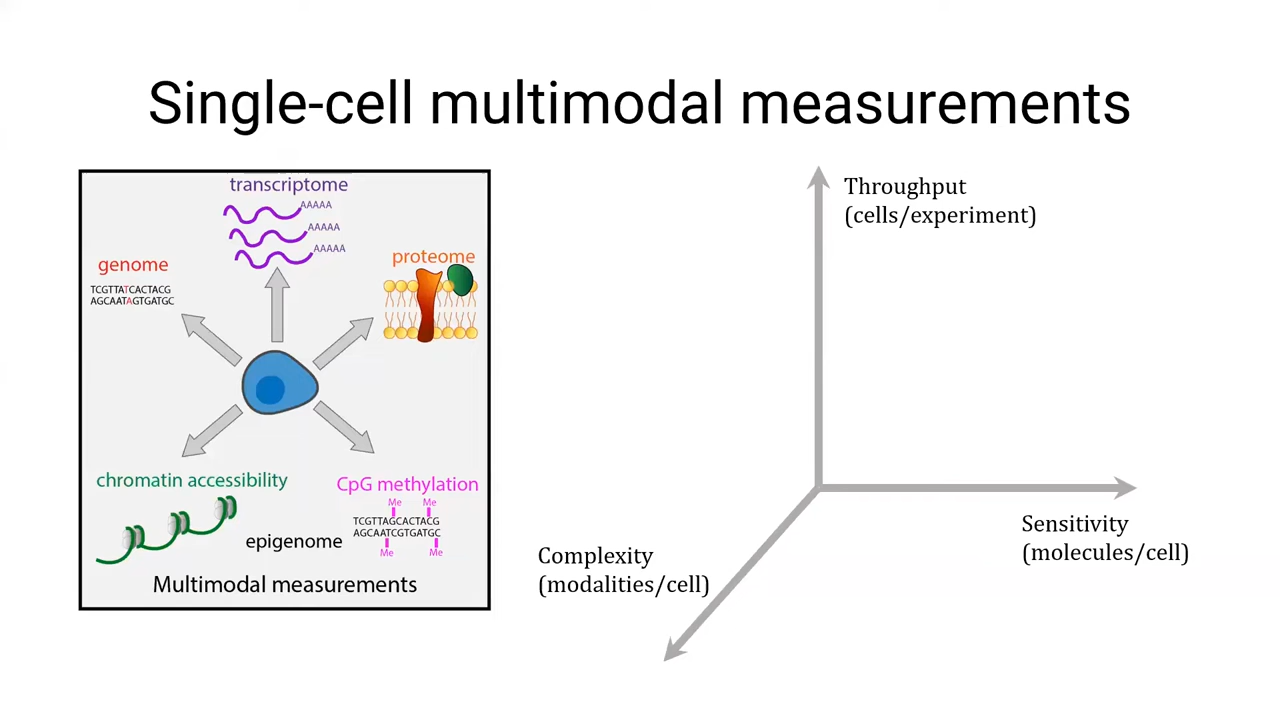 Single-cell multimodal measurements
transcriptome
AAAAA
AAAAA
AAAAA
genome
TCGTTATCACTACG
AGCAATAGTGATGC
proteome
chromatin accessibility
CpG methylation
Me Me
TCGTTAGCACTACG
AGCAATCGTGATGC
Me Me
epigenome
Multimodal measurements
Throughput
(cells/experiment)
Sensitivity
(molecules/cell)
Complexity
(modalities/cell)